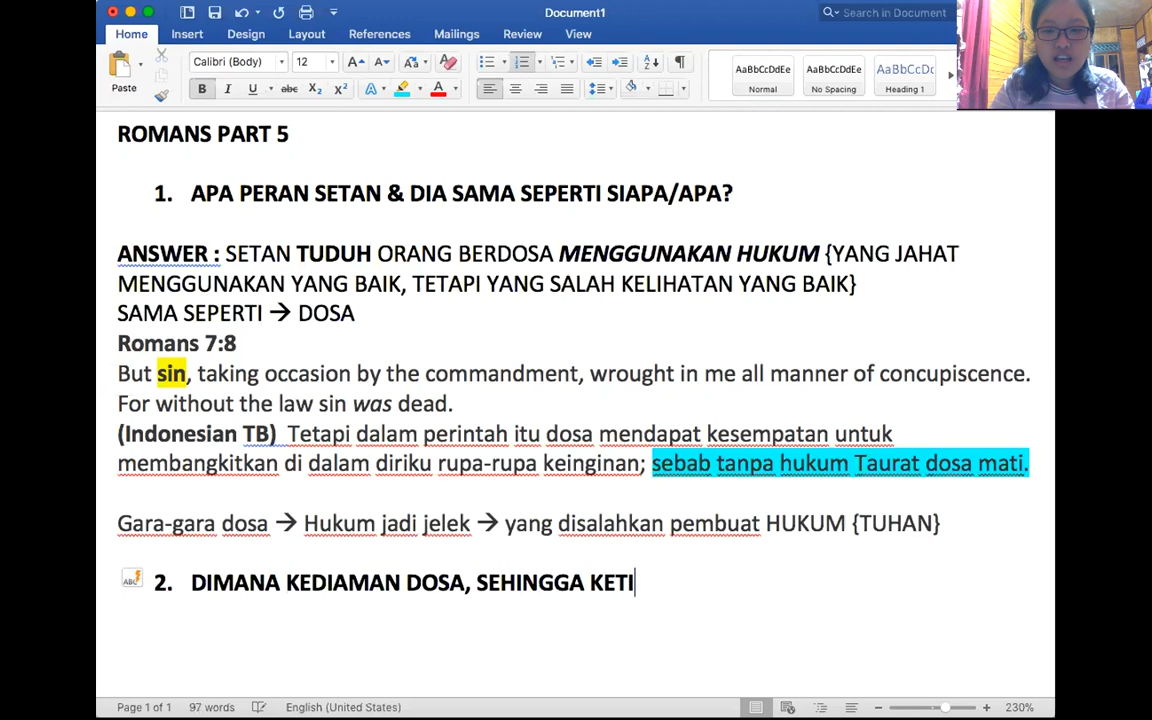 Document1
Search in Document
Home Insert Design Layout References Mailings Review View
Paste
Calibri (Body) 12
AaBbCcDdEe AaBbCcDdEe AaBbCcDc
Normal No Spacing Heading 1
ROMANS PART 5
1. APA PERAN SETAN & DIA SAMA SEPERTI SIAPA/APA?
ANSWER : SETAN TUDUH ORANG BERDOSA MENGGUNAKAN HUKUM {YANG JAHAT
MENGGUNAKAN YANG BAIK, TETAPI YANG SALAH KELIHATAN YANG BAIK}
SAMA SEPERTI → DOSA
Romans 7:8
But sin, taking occasion by the commandment, wrought in me all manner of concupiscence.
For without the law sin was dead.
(Indonesian TB) Tetapi dalam perintah itu dosa mendapat kesempatan untuk
membangkitkan di dalam diriku rupa-rupa keinginan; sebab tanpa hukum Taurat dosa mati.
Gara-gara dosa → Hukum jadi jelek → yang disalahkan pembuat HUKUM {TUHAN}
2. DIMANA KEDIAMAN DOSA, SEHINGGA KETI
Page 1 of 1 97 words English (United States) 230%